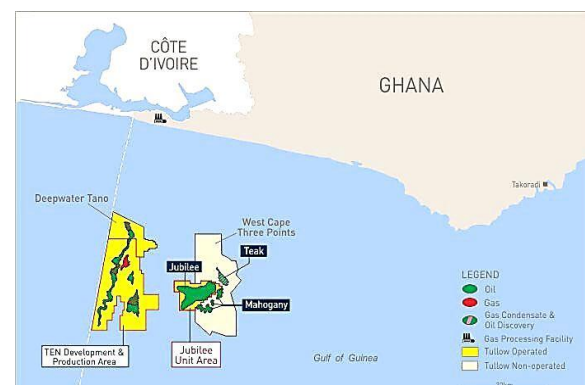 CÔTE
D'IVOIRE
GHANA
Takoradi
Deepwater Tano
West Cape
Three Points
Teak
Jubilee
Mahogany
TEN Development &
Production Area
Jubilee
Unit Area
Gulf of Guinea
LEGEND
Oil
Gas
Gas Condensate &
Oil Discovery
Gas Processing Facility
Tullow Operated
Tullow Non-operated